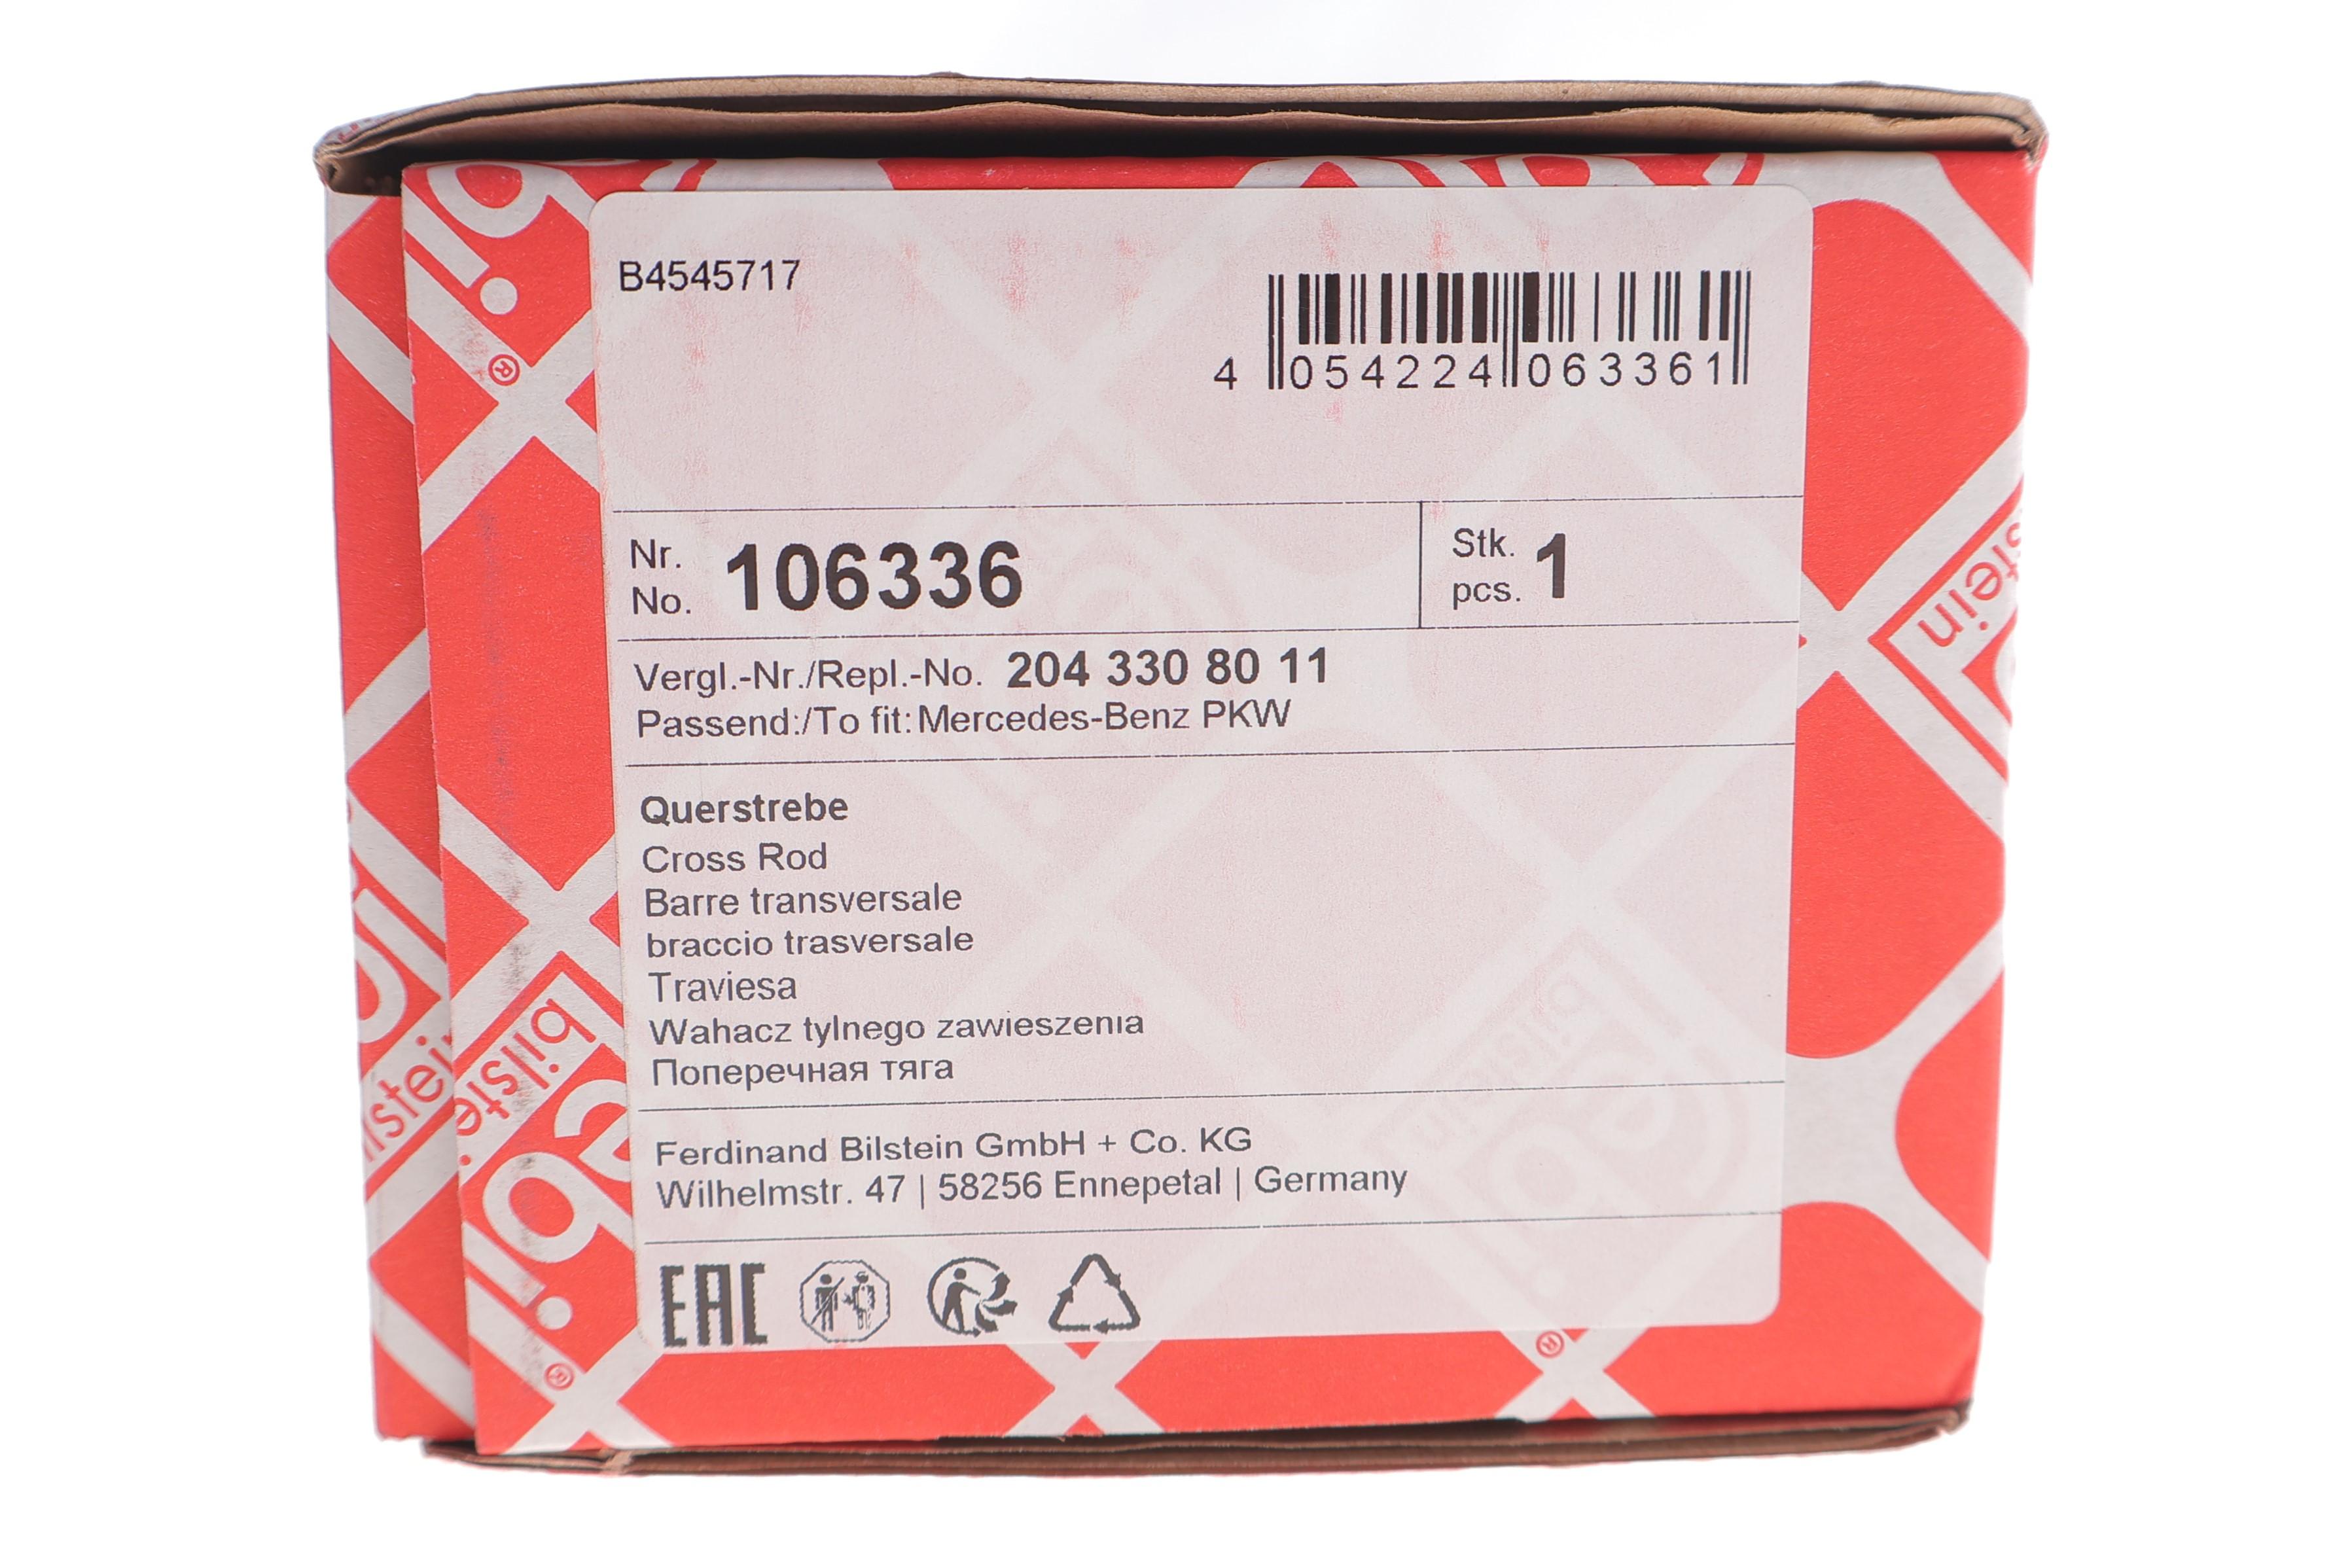 B4545717
4 054224 063361
Nr.
No. 106336
Stk.
pcs. 1
Vergl.-Nr./Repl.-No. 204 330 80 11
Passend:/To fit: Mercedes-Benz PKW
Querstrebe
Cross Rod
Barre transversale
braccio trasversale
Traviesa
Wahacz tylnego zawieszenia
Поперечная тяга
Ferdinand Bilstein GmbH + Co. KG
Wilhelmstr. 47 | 58256 Ennepetal | Germany
EAC